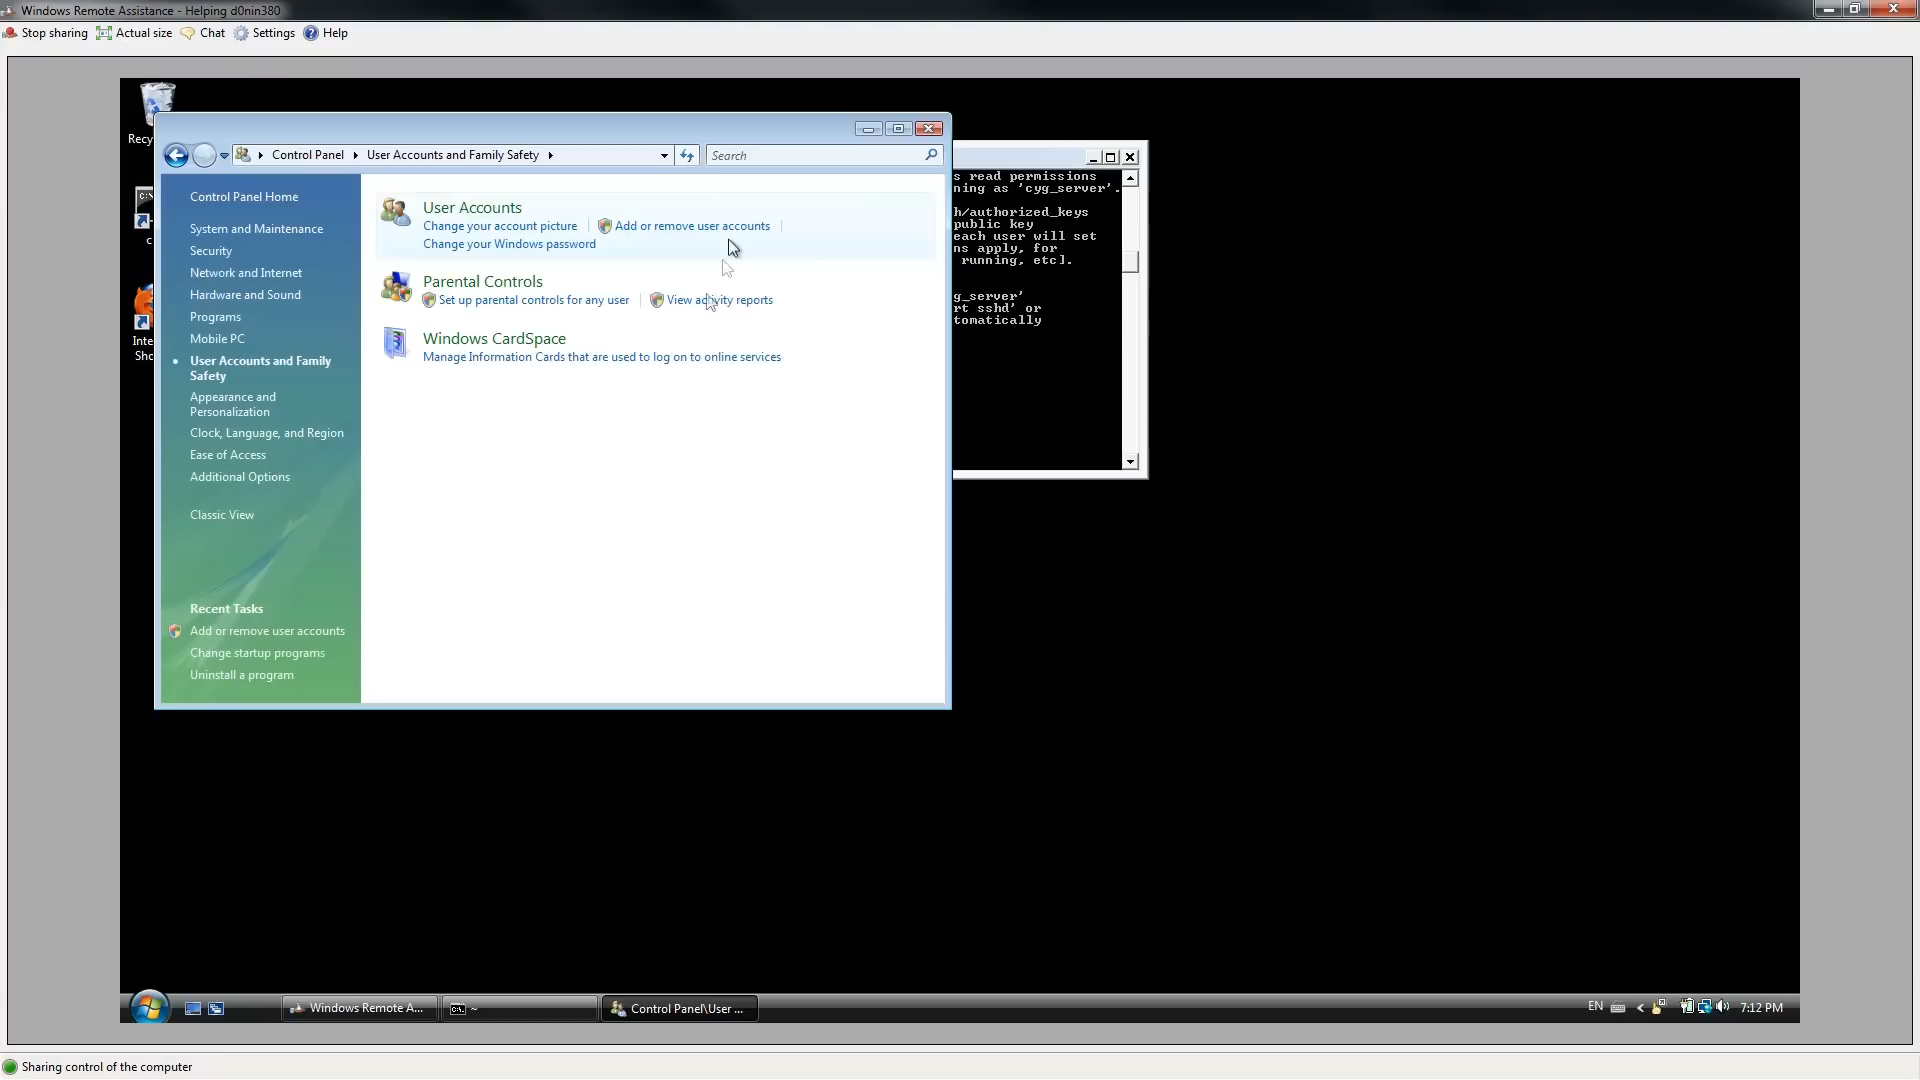 Windows Remote Assistance - Helping d0nin380
Stop sharing Actual size Chat Settings Help
Control Panel User Accounts and Family Safety Search
s read permissions
ning as 'cyg_server'.
h/authorized_keys
public key
each user will set
ns apply, for
running, etc].
g_server'
rt sshd' or
tomatically
Control Panel Home
System and Maintenance
Security
Network and Internet
Hardware and Sound
Programs
Mobile PC
User Accounts and Family
Safety
Appearance and
Personalization
Clock, Language, and Region
Ease of Access
Additional Options
Classic View
Recent Tasks
Add or remove user accounts
Change startup programs
Uninstall a program
User Accounts
Change your account picture Add or remove user accounts
Change your Windows password
Parental Controls
Set up parental controls for any user View activity reports
Windows CardSpace
Manage Information Cards that are used to log on to online services
Recy
C:\
c
Inte
Sho
Windows Remote A... C:\. ~ Control Panel\User ... EN < 7:12 PM
Sharing control of the computer